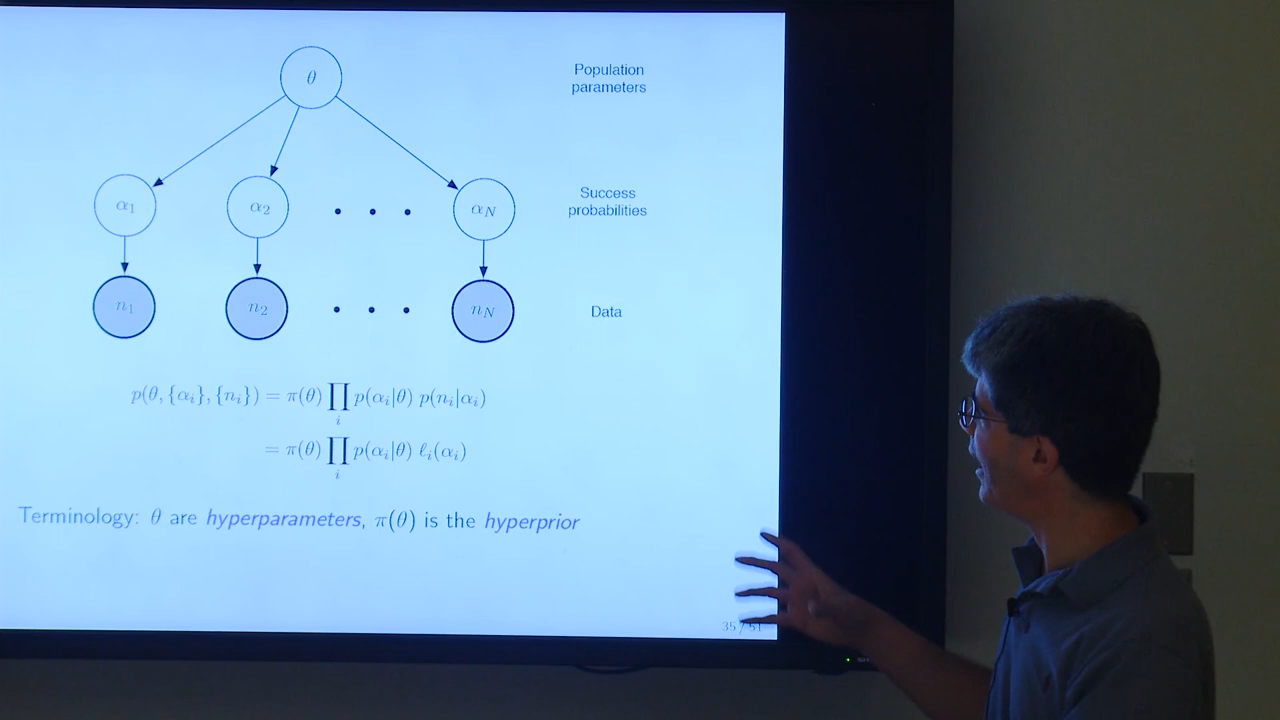 θ
Population
parameters
α₁
α₂
. . .
α_N
Success
probabilities
n₁
n₂
. . .
n_N
Data
p(θ, {αᵢ}, {nᵢ}) = π(θ) ∏ᵢ p(αᵢ|θ) p(nᵢ|αᵢ)
= π(θ) ∏ᵢ p(αᵢ|θ) ℓᵢ(αᵢ)
Terminology: θ are hyperparameters, π(θ) is the hyperprior
35 / 51